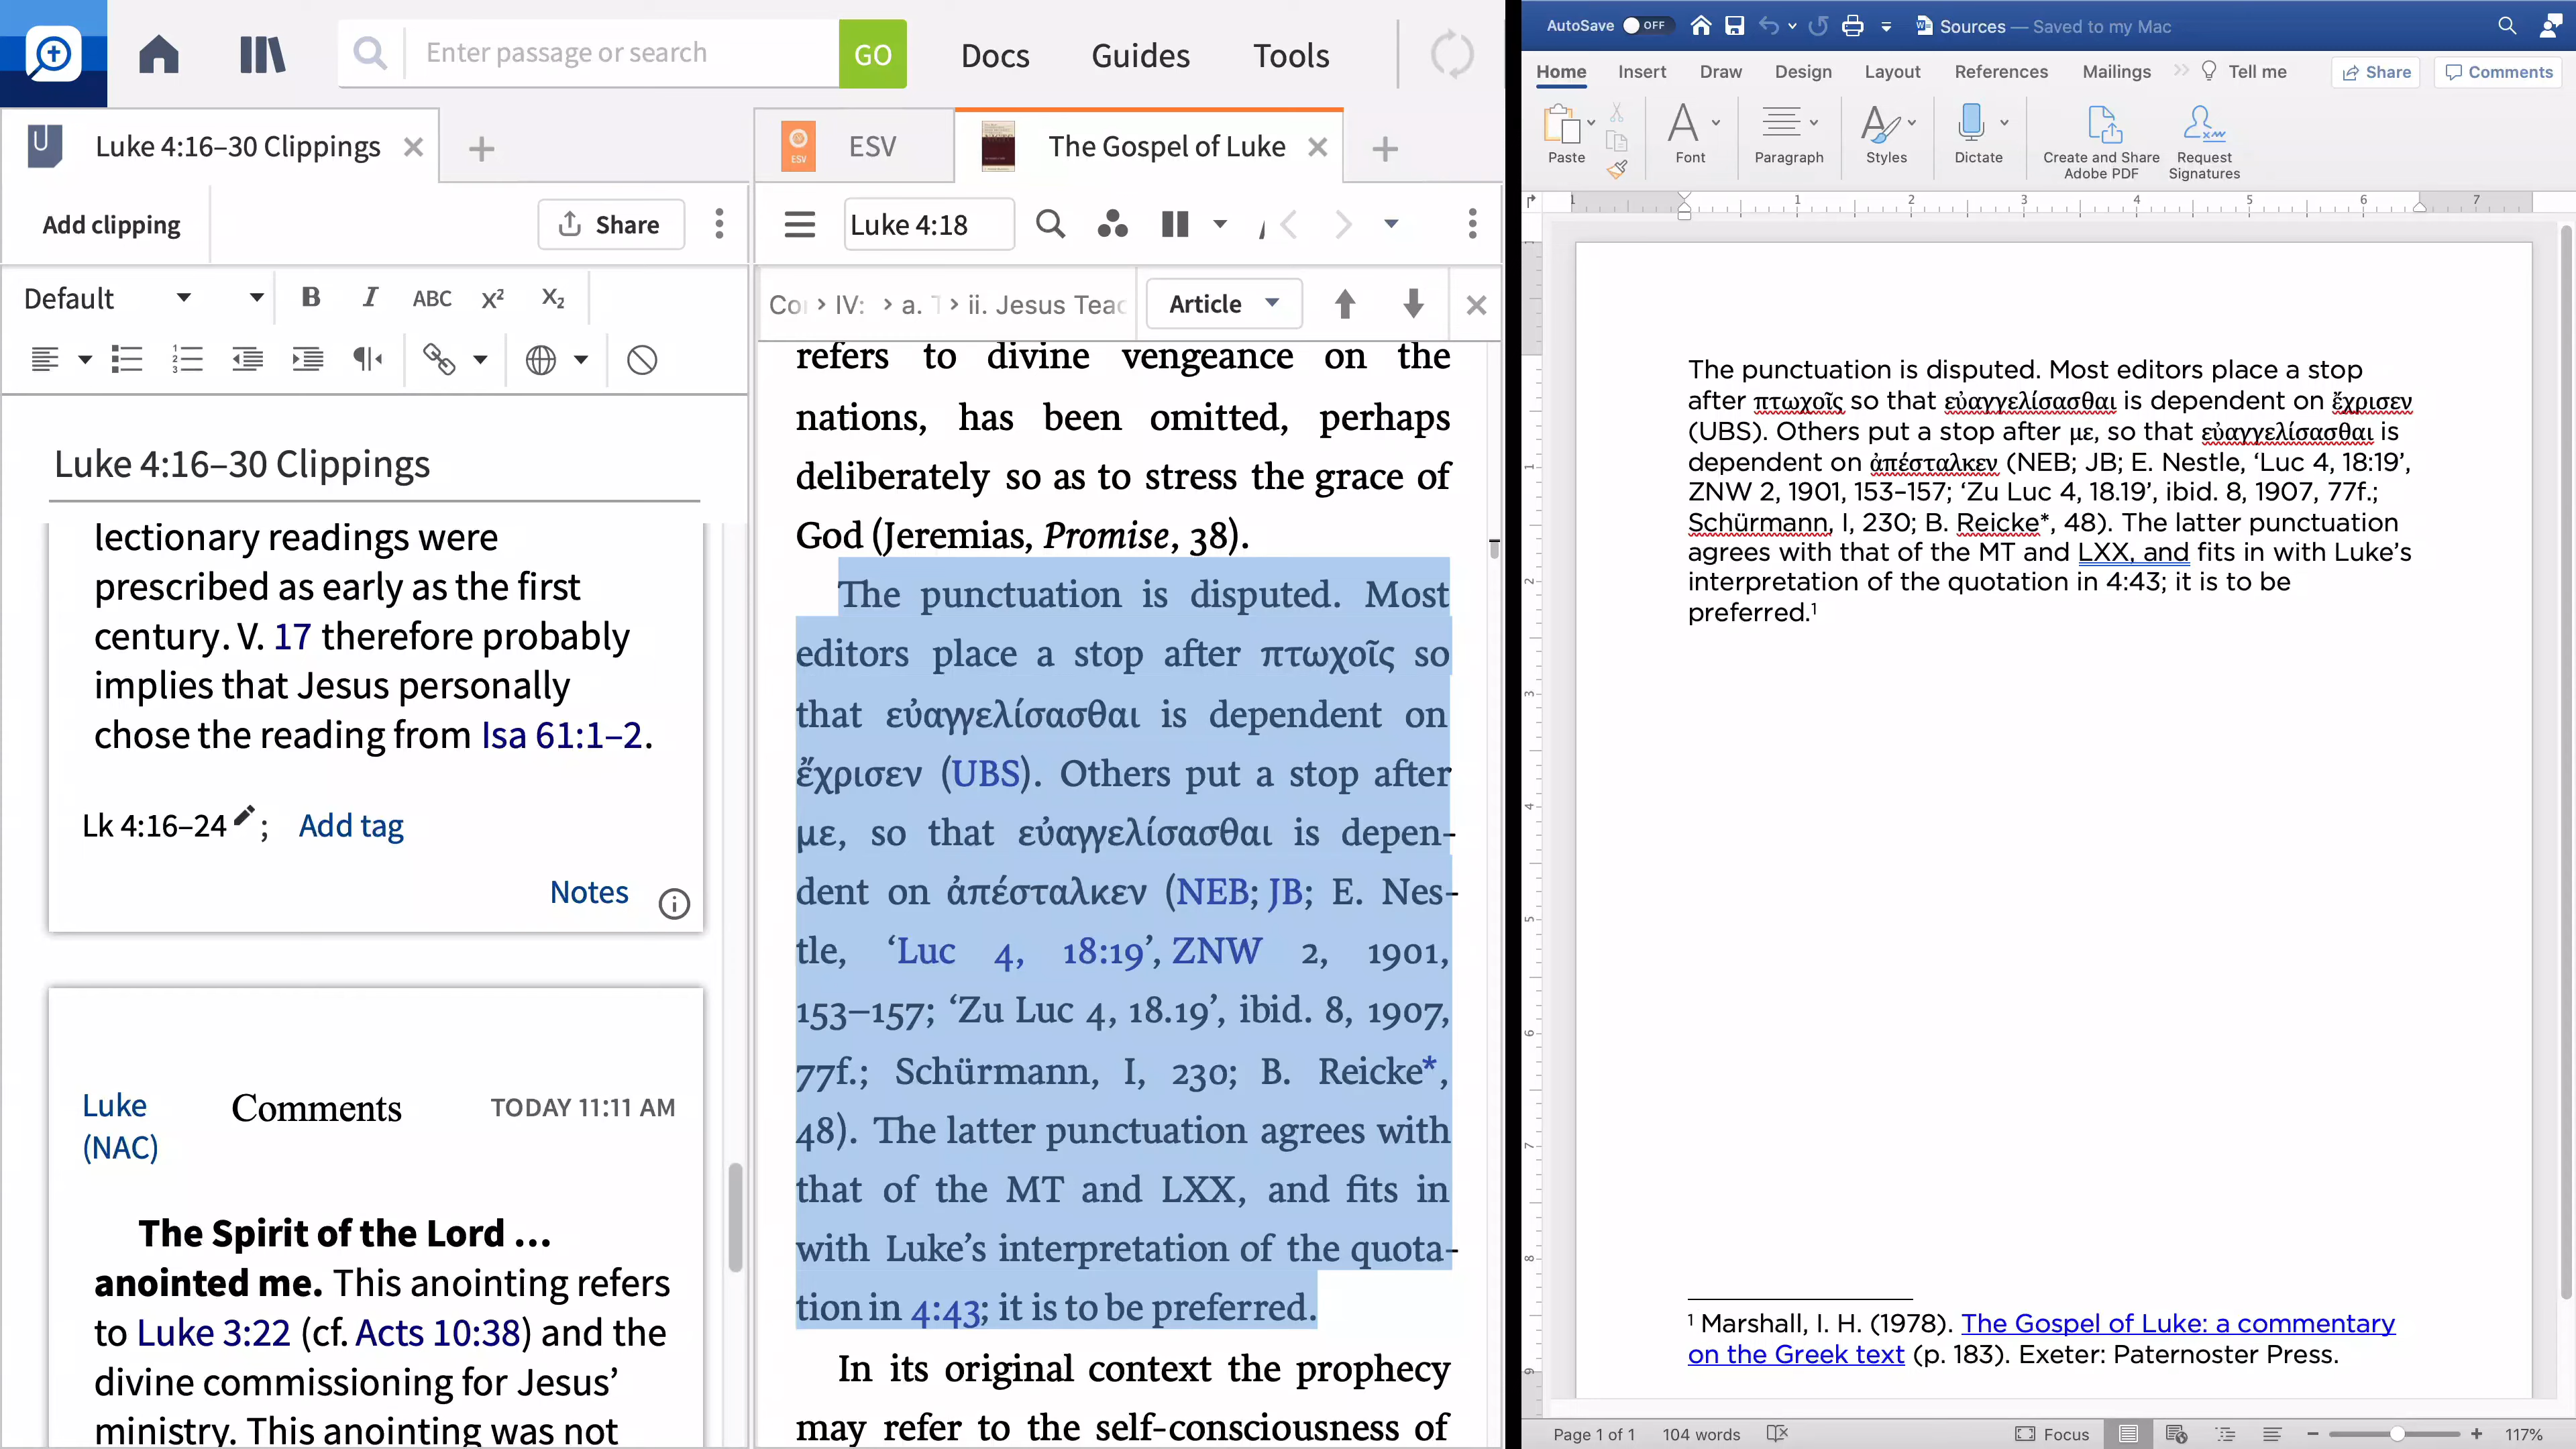 Enter passage or search
GO
Docs
Guides
Tools
Luke 4:16–30 Clippings
Add clipping
Share
Default
B I ABC X² X₂
Luke 4:16–30 Clippings
lectionary readings were
prescribed as early as the first
century. V. 17 therefore probably
implies that Jesus personally
chose the reading from Isa 61:1–2.
Lk 4:16–24 ; Add tag
Notes
Luke
(NAC)
Comments
TODAY 11:11 AM
The Spirit of the Lord …
anointed me. This anointing refers
to Luke 3:22 (cf. Acts 10:38) and the
divine commissioning for Jesus’
ministry. This anointing was not
ESV
ESV
The Gospel of Luke
Luke 4:18
IV: › a. › ii. Jesus Teac
Article
refers to divine vengeance on the
nations, has been omitted, perhaps
deliberately so as to stress the grace of
God (Jeremias, Promise, 38).
The punctuation is disputed. Most
editors place a stop after πτωχοῖς so
that εὐαγγελίσασθαι is dependent on
ἔχρισεν (UBS). Others put a stop after
με, so that εὐαγγελίσασθαι is depen-
dent on ἀπέσταλκεν (NEB; JB; E. Nes-
tle, ‘Luc 4, 18:19’, ZNW 2, 1901,
153–157; ‘Zu Luc 4, 18.19’, ibid. 8, 1907,
77f.; Schürmann, I, 230; B. Reicke*,
48). The latter punctuation agrees with
that of the MT and LXX, and fits in
with Luke’s interpretation of the quota-
tion in 4:43; it is to be preferred.
In its original context the prophecy
may refer to the self-consciousness of
AutoSave OFF
Sources — Saved to my Mac
Home
Insert
Draw
Design
Layout
References
Mailings
Tell me
Share
Comments
Paste
Font
Paragraph
Styles
Dictate
Create and Share
Adobe PDF
Request
Signatures
1 1 2 3 4 5 6 7
The punctuation is disputed. Most editors place a stop
after πτωχοῖς so that εὐαγγελίσασθαι is dependent on ἔχρισεν
(UBS). Others put a stop after με, so that εὐαγγελίσασθαι is
dependent on ἀπέσταλκεν (NEB; JB; E. Nestle, ‘Luc 4, 18:19’,
ZNW 2, 1901, 153–157; ‘Zu Luc 4, 18.19’, ibid. 8, 1907, 77f.;
Schürmann, I, 230; B. Reicke*, 48). The latter punctuation
agrees with that of the MT and LXX, and fits in with Luke’s
interpretation of the quotation in 4:43; it is to be
preferred.¹
¹ Marshall, I. H. (1978). The Gospel of Luke: a commentary
on the Greek text (p. 183). Exeter: Paternoster Press.
Page 1 of 1
104 words
Focus
117%